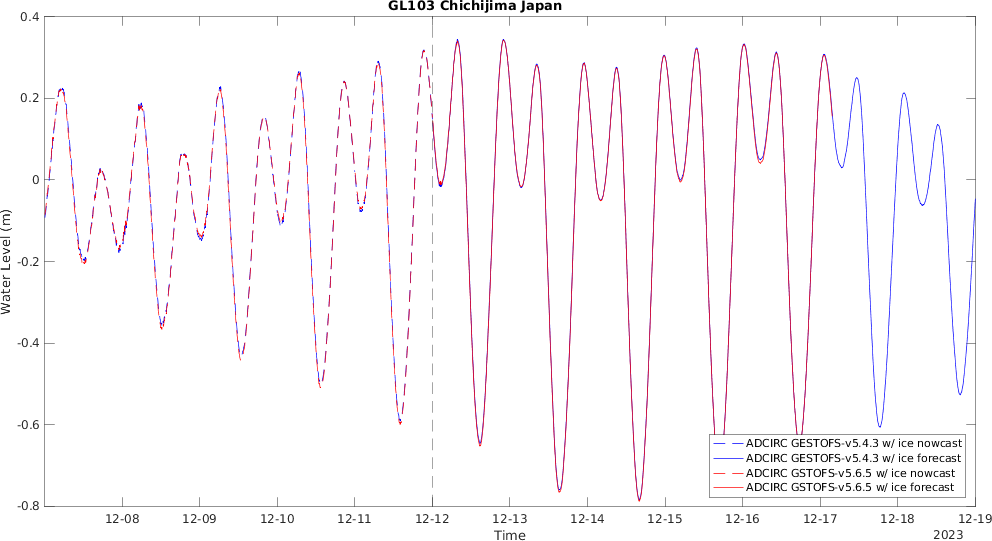 GL103 Chichijima Japan
0.4
0.2
0
-0.2
-0.4
-0.6
-0.8
Water Level (m)
ADCIRC GESTOFS-v5.4.3 w/ ice nowcast
ADCIRC GESTOFS-v5.4.3 w/ ice forecast
ADCIRC GSTOFS-v5.6.5 w/ ice nowcast
ADCIRC GSTOFS-v5.6.5 w/ ice forecast
12-08 12-09 12-10 12-11 12-12 12-13 12-14 12-15 12-16 12-17 12-18 12-19
Time
2023